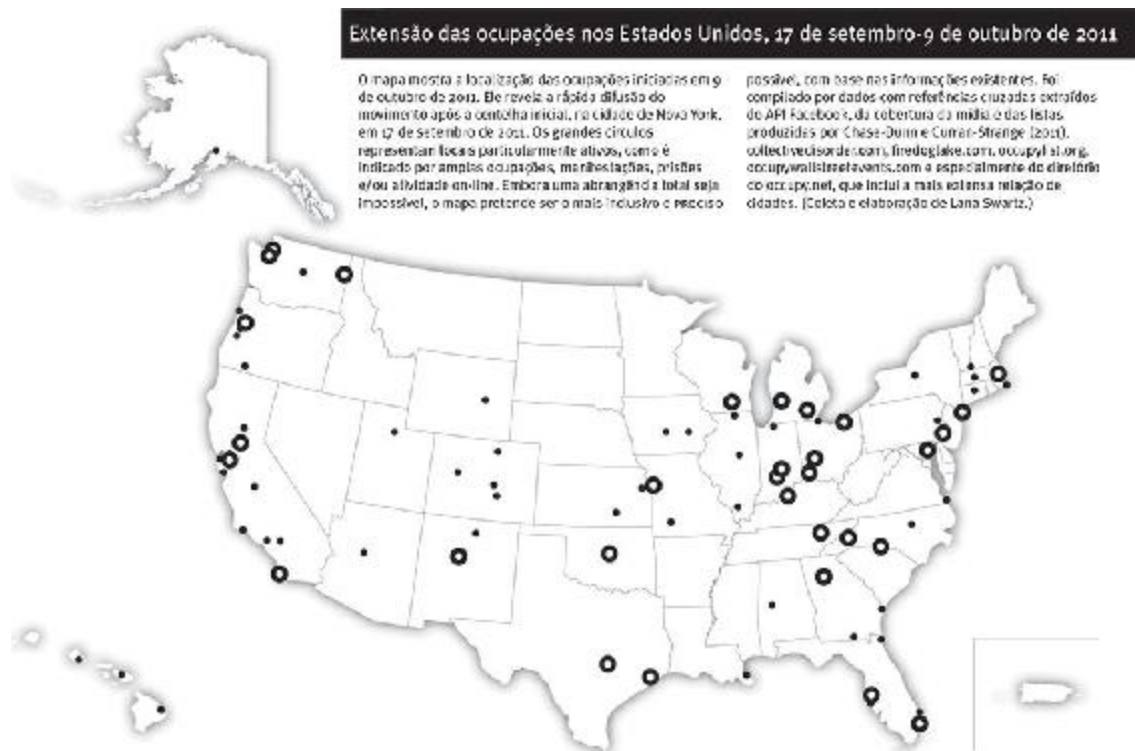 Extensão das ocupações nos Estados Unidos, 17 de setembro-9 de outubro de 2011
O mapa mostra a localização das ocupações iniciadas em 9
de outubro de 2011. Ele revela a rápida difusão do
movimento após a centelha inicial, na cidade de Nova York,
em 17 de setembro de 2011. Os grandes círculos
representam locais particularmente ativos, como é
indicado por amplas ocupações, manifestações, prisões
e/ou atividade on-line. Embora uma abrangência total seja
impossível, o mapa pretende ser o mais inclusivo e PRECISO
possível, com base nas informações existentes. Foi
compilado por dados com referências cruzadas extraídos
do API Facebook, da cobertura da mídia e das listas
produzidas por Chase-Dunn e Curran-Strange (2011),
collectivedisorder.com, firedoglake.com, occupylist.org,
occupywallstreetevents.com e especialmente do diretório
do occupy.net, que inclui a mais extensa relação de
cidades. (Coleta e elaboração de Lana Swartz.)